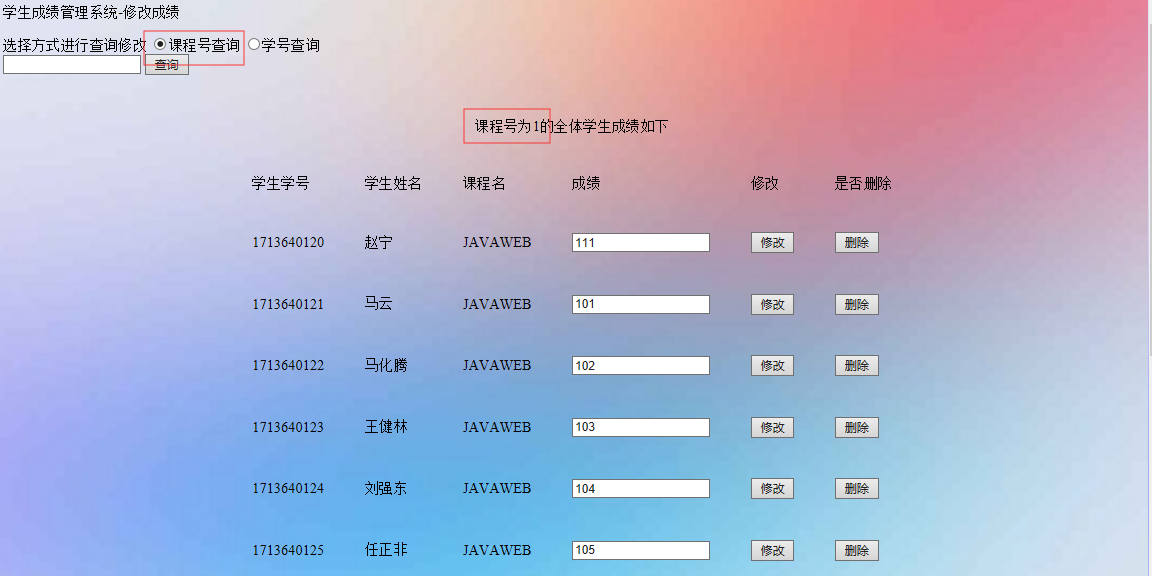 学生成绩管理系统-修改成绩
选择方式进行查询修改 课程号查询 学号查询
查询
课程号为1的全体学生成绩如下
学生学号 学生姓名 课程名 成绩 修改 是否删除
1713640120 赵宁 JAVAWEB 111 修改 删除
1713640121 马云 JAVAWEB 101 修改 删除
1713640122 马化腾 JAVAWEB 102 修改 删除
1713640123 王健林 JAVAWEB 103 修改 删除
1713640124 刘强东 JAVAWEB 104 修改 删除
1713640125 任正非 JAVAWEB 105 修改 删除